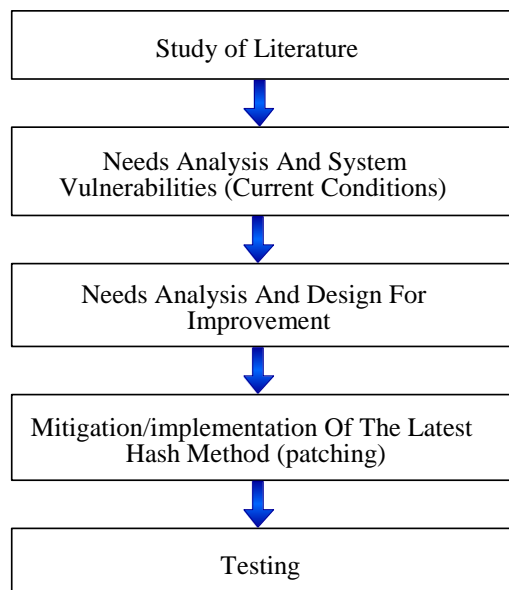 Study of Literature
Needs Analysis And System
Vulnerabilities (Current Conditions)
Needs Analysis And Design For
Improvement
Mitigation/implementation Of The Latest
Hash Method (patching)
Testing